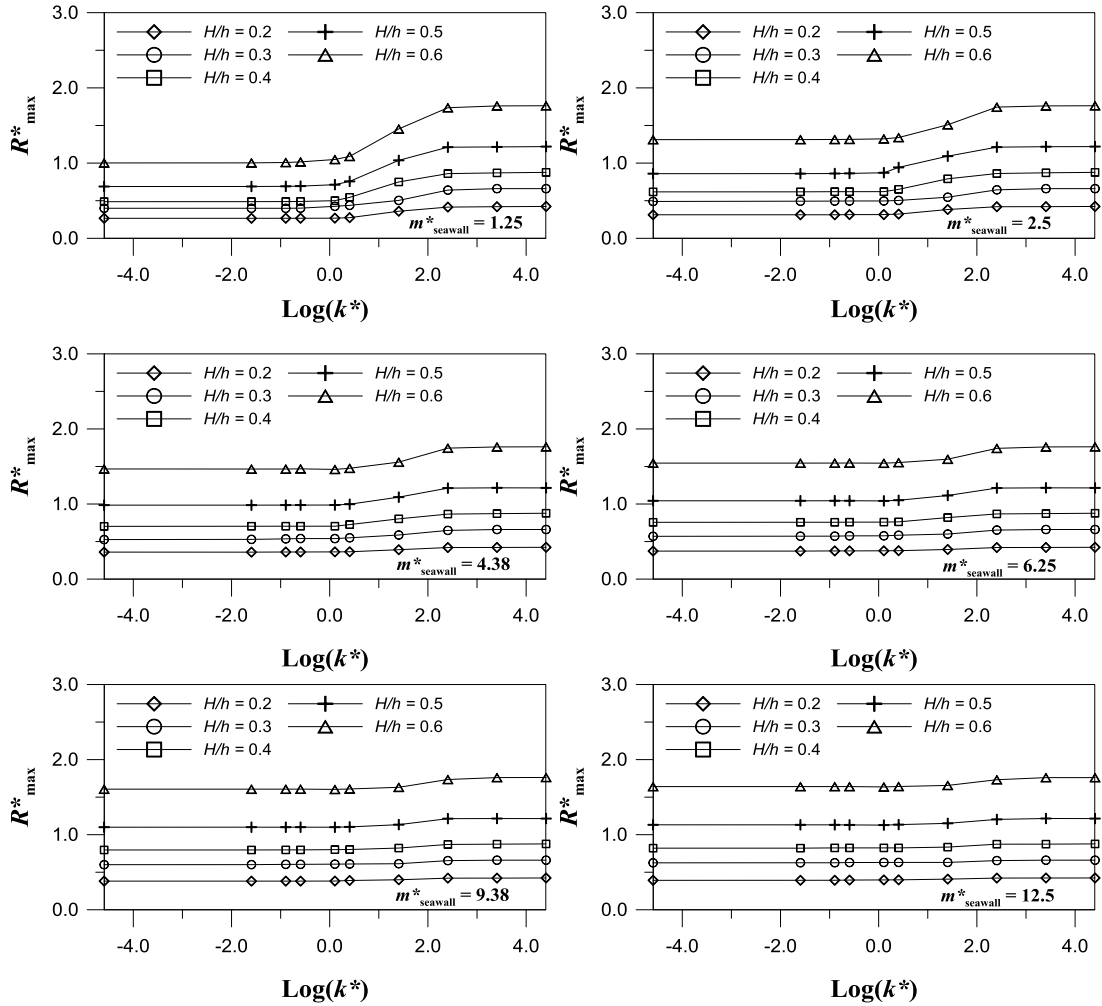 3.0
2.0
1.0
0.0
R*max
H/h = 0.2
H/h = 0.5
H/h = 0.3
H/h = 0.6
H/h = 0.4
m*seawall = 1.25
-4.0 -2.0 0.0 2.0 4.0
Log(k*)
3.0
2.0
1.0
0.0
R*max
H/h = 0.2
H/h = 0.5
H/h = 0.3
H/h = 0.6
H/h = 0.4
m*seawall = 2.5
-4.0 -2.0 0.0 2.0 4.0
Log(k*)
3.0
2.0
1.0
0.0
R*max
H/h = 0.2
H/h = 0.5
H/h = 0.3
H/h = 0.6
H/h = 0.4
m*seawall = 4.38
-4.0 -2.0 0.0 2.0 4.0
Log(k*)
3.0
2.0
1.0
0.0
R*max
H/h = 0.2
H/h = 0.5
H/h = 0.3
H/h = 0.6
H/h = 0.4
m*seawall = 6.25
-4.0 -2.0 0.0 2.0 4.0
Log(k*)
3.0
2.0
1.0
0.0
R*max
H/h = 0.2
H/h = 0.5
H/h = 0.3
H/h = 0.6
H/h = 0.4
m*seawall = 9.38
-4.0 -2.0 0.0 2.0 4.0
Log(k*)
3.0
2.0
1.0
0.0
R*max
H/h = 0.2
H/h = 0.5
H/h = 0.3
H/h = 0.6
H/h = 0.4
m*seawall = 12.5
-4.0 -2.0 0.0 2.0 4.0
Log(k*)